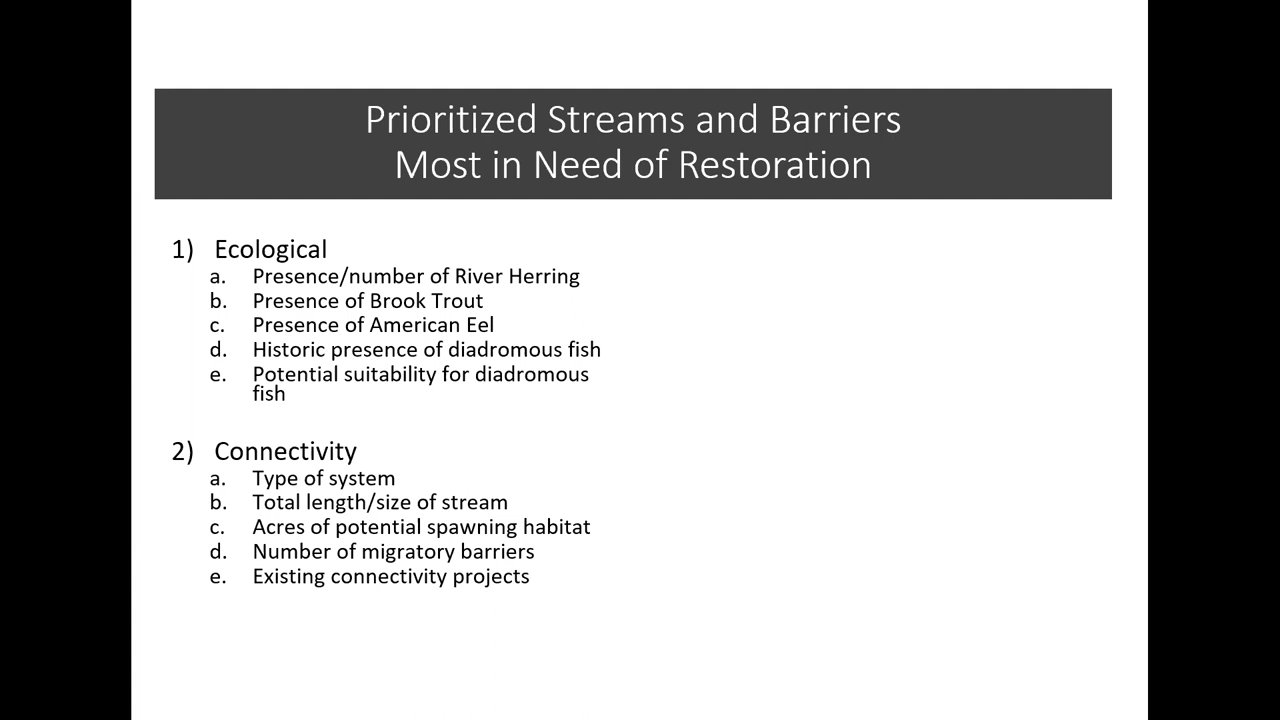 Prioritized Streams and Barriers
Most in Need of Restoration
1) Ecological
a. Presence/number of River Herring
b. Presence of Brook Trout
c. Presence of American Eel
d. Historic presence of diadromous fish
e. Potential suitability for diadromous
fish
2) Connectivity
a. Type of system
b. Total length/size of stream
c. Acres of potential spawning habitat
d. Number of migratory barriers
e. Existing connectivity projects